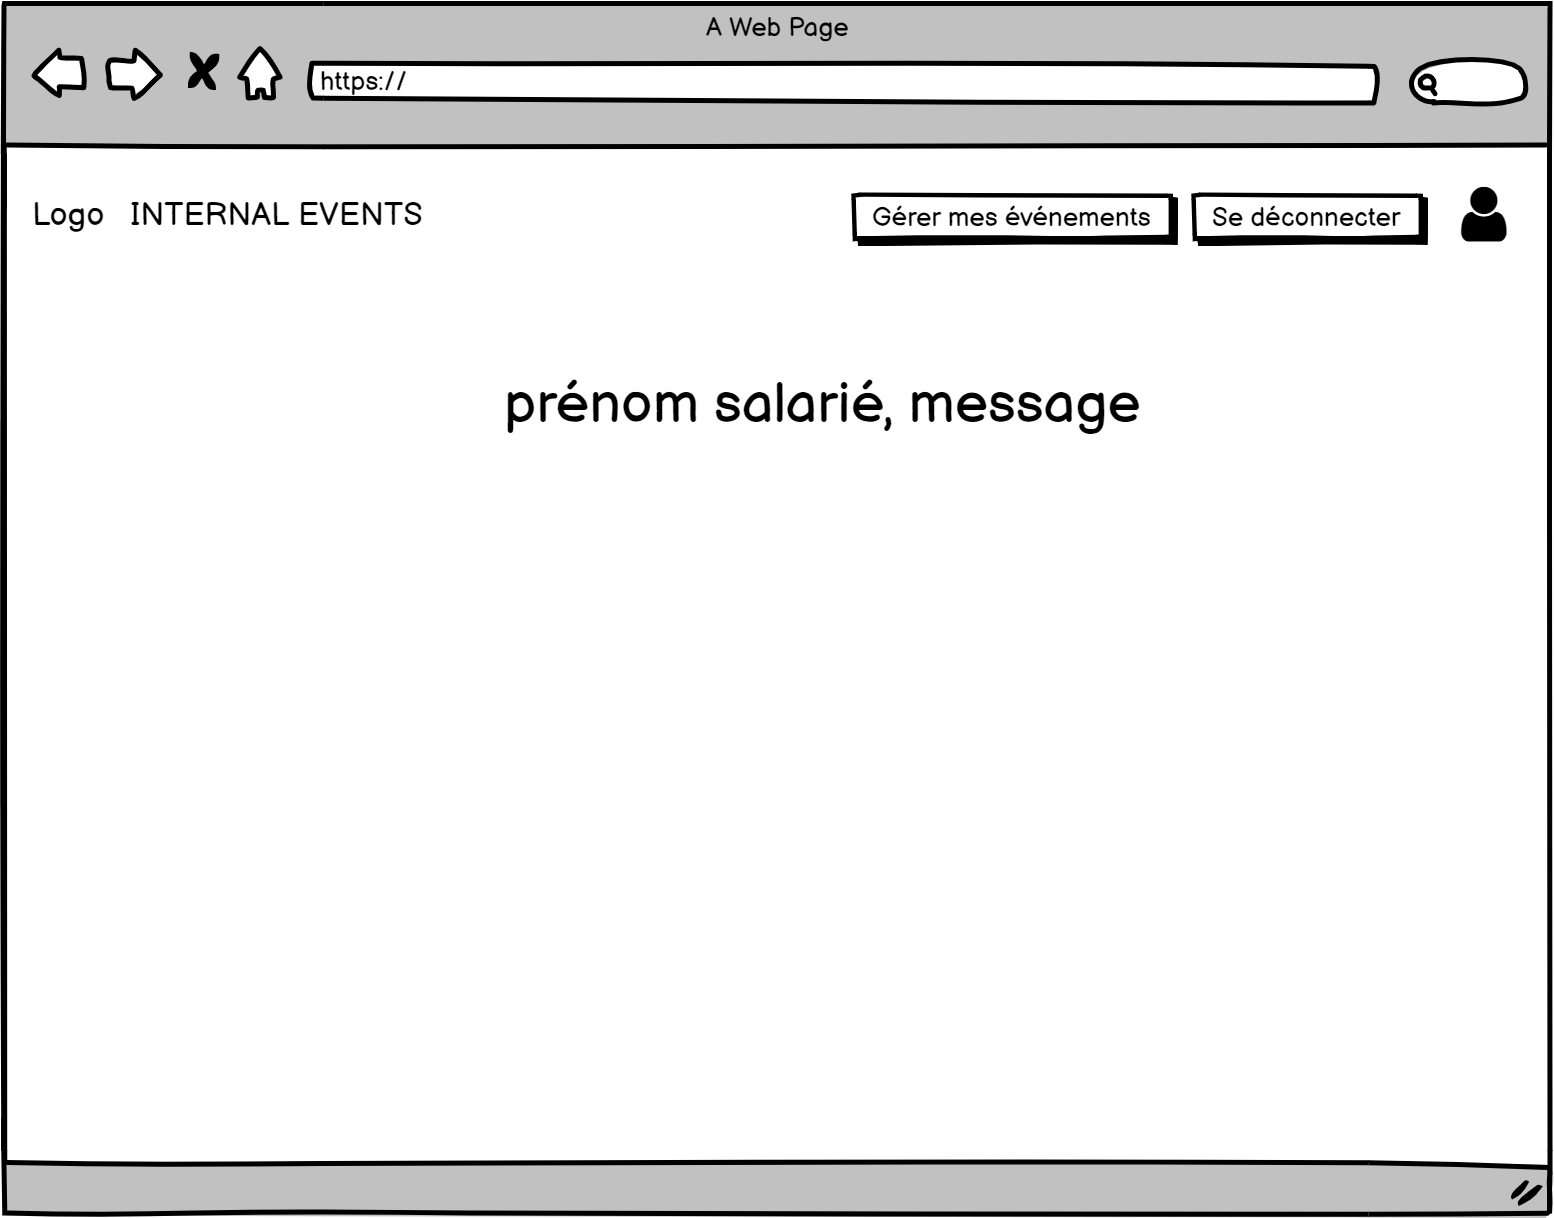 A Web Page
https://
Logo INTERNAL EVENTS
Gérer mes événements
Se déconnecter
prénom salarié, message